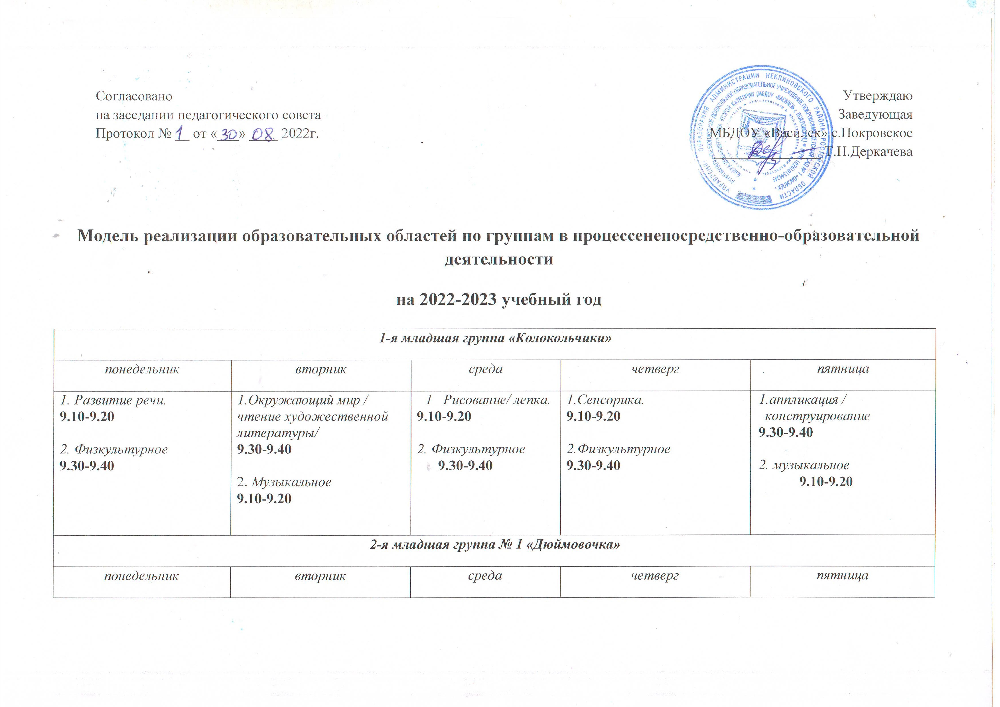 Согласовано
на заседании педагогического совета
Протокол № 1 от «30» 08 2022г.
Утверждаю
Заведующая
МБДОУ «Василек» с.Покровское
Т.Н.Деркачева
УПРАВЛЕНИЕ ОБРАЗОВАНИЯ АДМИНИСТРАЦИИ НЕКЛИНОВСКОГО РАЙОНА РОСТОВСКОЙ ОБЛАСТИ
МУНИЦИПАЛЬНОЕ БЮДЖЕТНОЕ ДОШКОЛЬНОЕ ОБРАЗОВАТЕЛЬНОЕ УЧРЕЖДЕНИЕ ПОКРОВСКИЙ ДЕТСКИЙ САД № 1 «ВАСИЛЁК»
ВТОРОЙ КАТЕГОРИИ (МБДОУ «ВАСИЛЁК» с. ПОКРОВСКОЕ) * ОГРН 1026101344345
Модель реализации образовательных областей по группам в процессенепосредственно-образовательной
деятельности
на 2022-2023 учебный год
1-я младшая группа «Колокольчики»
понедельник
вторник
среда
четверг
пятница
1. Развитие речи.
9.10-9.20
2. Физкультурное
9.30-9.40
1.Окружающий мир /
чтение художественной
литературы/
9.30-9.40
2. Музыкальное
9.10-9.20
1 Рисование/ лепка.
9.10-9.20
2. Физкультурное
9.30-9.40
1.Сенсорика.
9.10-9.20
2.Физкультурное
9.30-9.40
1.аппликация /
конструирование
9.30-9.40
2. музыкальное
9.10-9.20
2-я младшая группа № 1 «Дюймовочка»
понедельник
вторник
среда
четверг
пятница